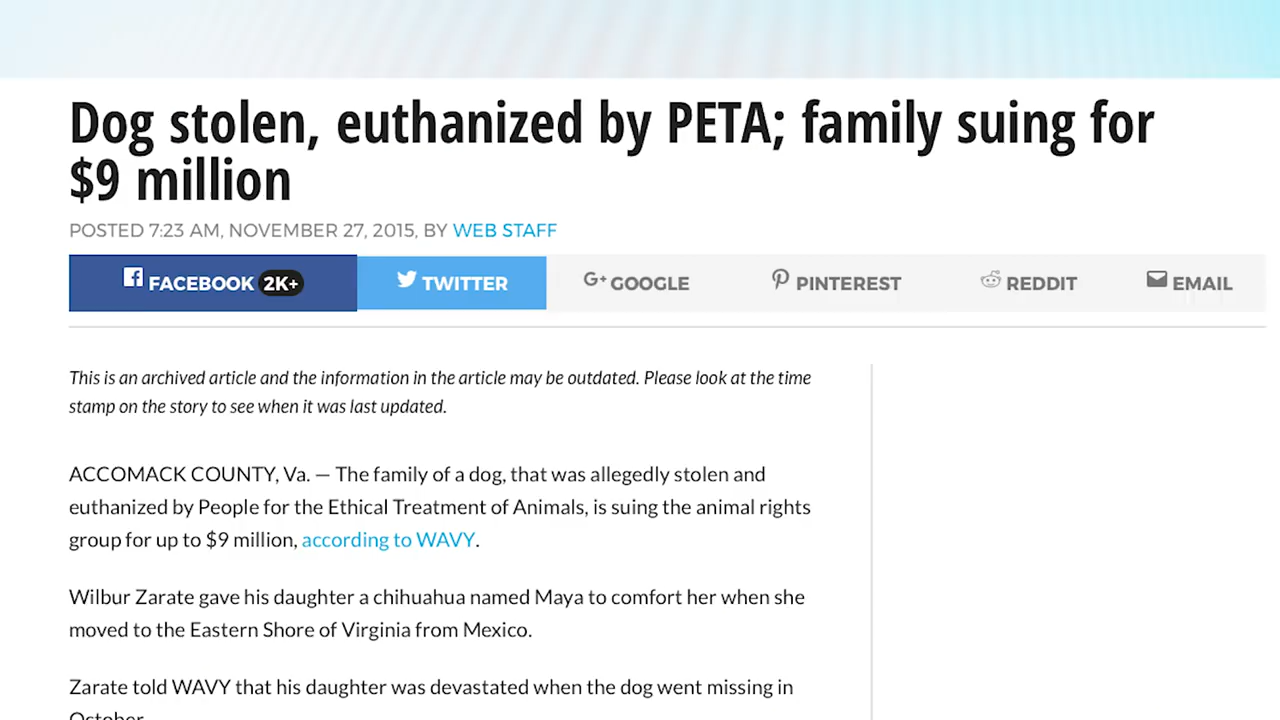 Dog stolen, euthanized by PETA; family suing for
$9 million
POSTED 7:23 AM, NOVEMBER 27, 2015, BY WEB STAFF
FACEBOOK 2K+ TWITTER G+ GOOGLE PINTEREST REDDIT EMAIL
This is an archived article and the information in the article may be outdated. Please look at the time
stamp on the story to see when it was last updated.
ACCOMACK COUNTY, Va. — The family of a dog, that was allegedly stolen and
euthanized by People for the Ethical Treatment of Animals, is suing the animal rights
group for up to $9 million, according to WAVY.
Wilbur Zarate gave his daughter a chihuahua named Maya to comfort her when she
moved to the Eastern Shore of Virginia from Mexico.
Zarate told WAVY that his daughter was devastated when the dog went missing in
October.